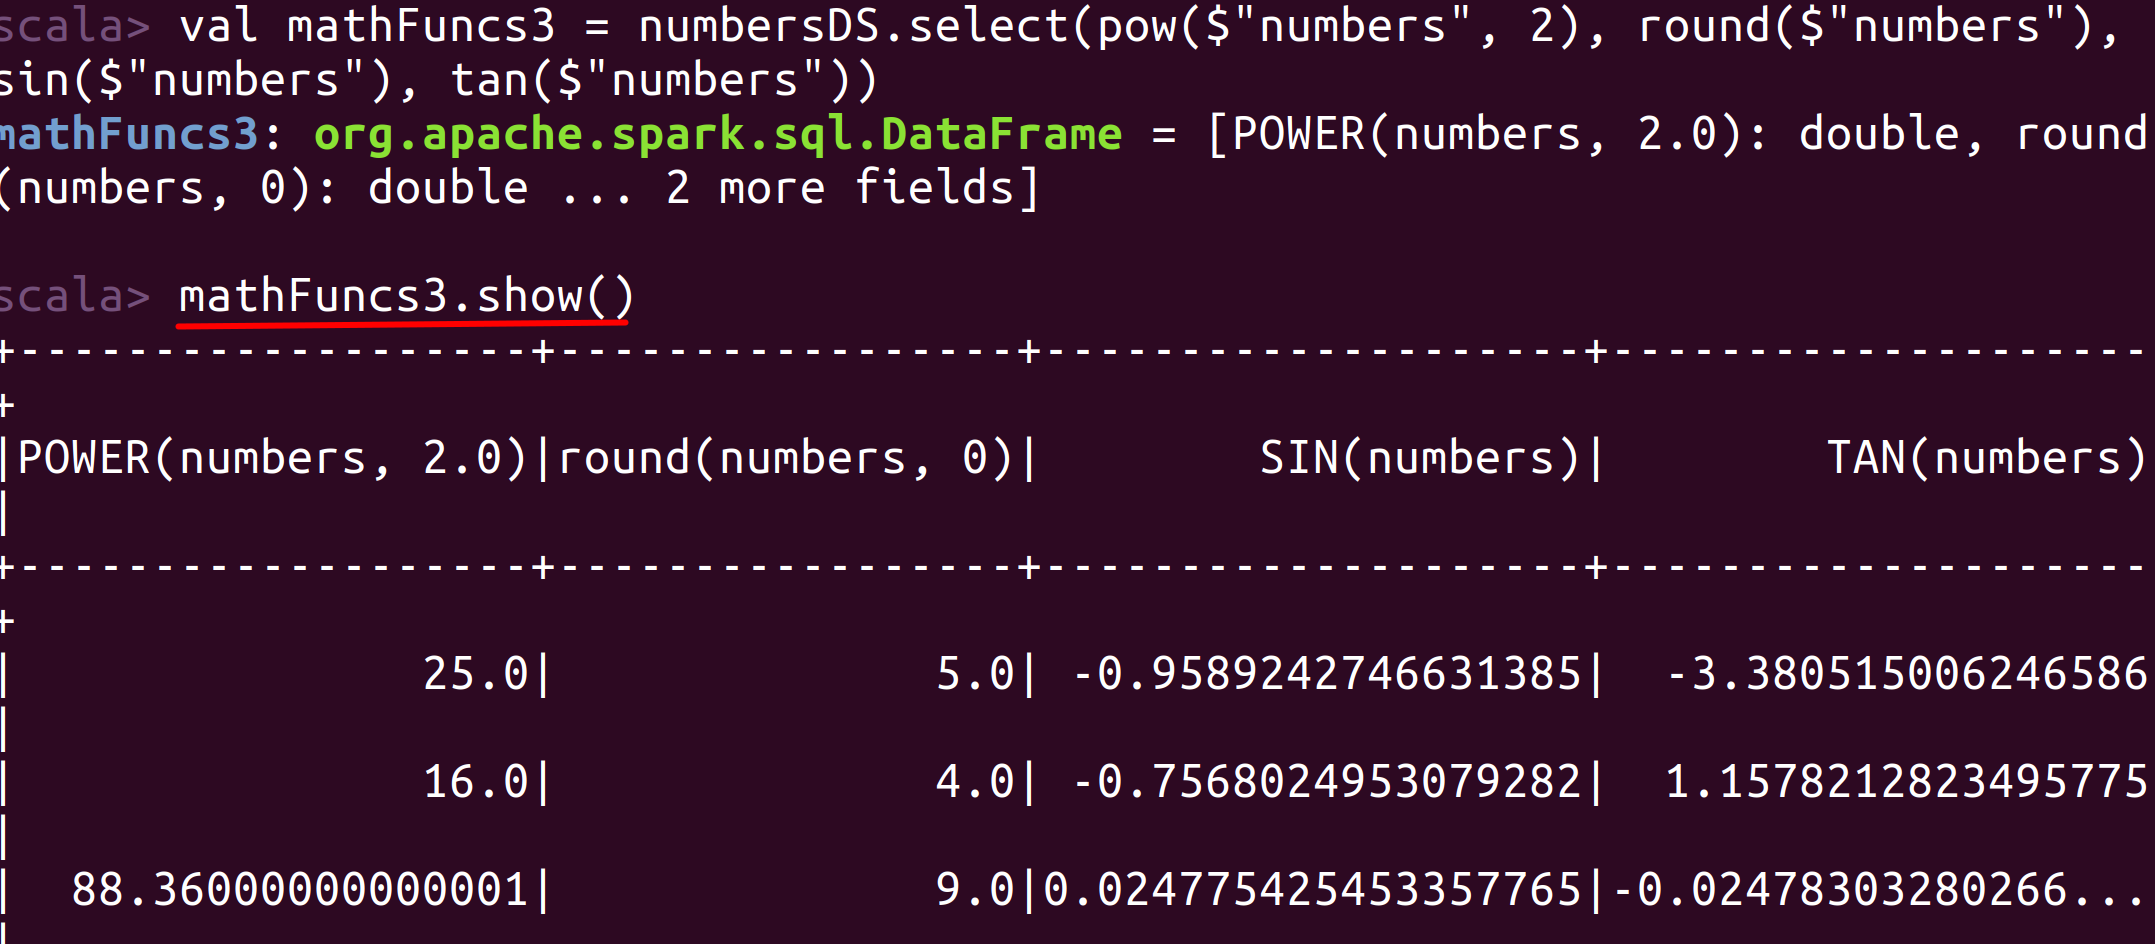 scala> val mathFuncs3 = numbersDS.select(pow($"numbers", 2), round($"numbers"),
sin($"numbers"), tan($"numbers"))
mathFuncs3: org.apache.spark.sql.DataFrame = [POWER(numbers, 2.0): double, round
(numbers, 0): double ... 2 more fields]
scala> mathFuncs3.show()
+-------------------+-----------------+--------------------+--------------------
+
|POWER(numbers, 2.0)|round(numbers, 0)|        SIN(numbers)|        TAN(numbers)
|
+-------------------+-----------------+--------------------+--------------------
+
|               25.0|              5.0| -0.9589242746631385|  -3.380515006246586
|
|               16.0|              4.0| -0.7568024953079282|  1.1578212823495775
|
|  88.36000000000001|              9.0|0.024775425453357765|-0.02478303280266...
|